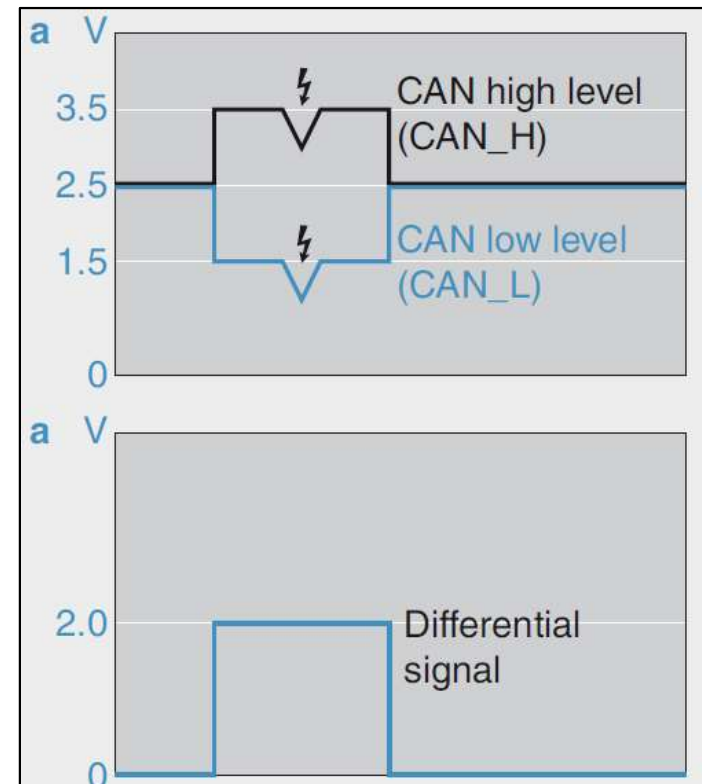 a V
3.5
CAN high level
(CAN_H)
2.5
1.5
CAN low level
(CAN_L)
0
a V
2.0
Differential
signal
0